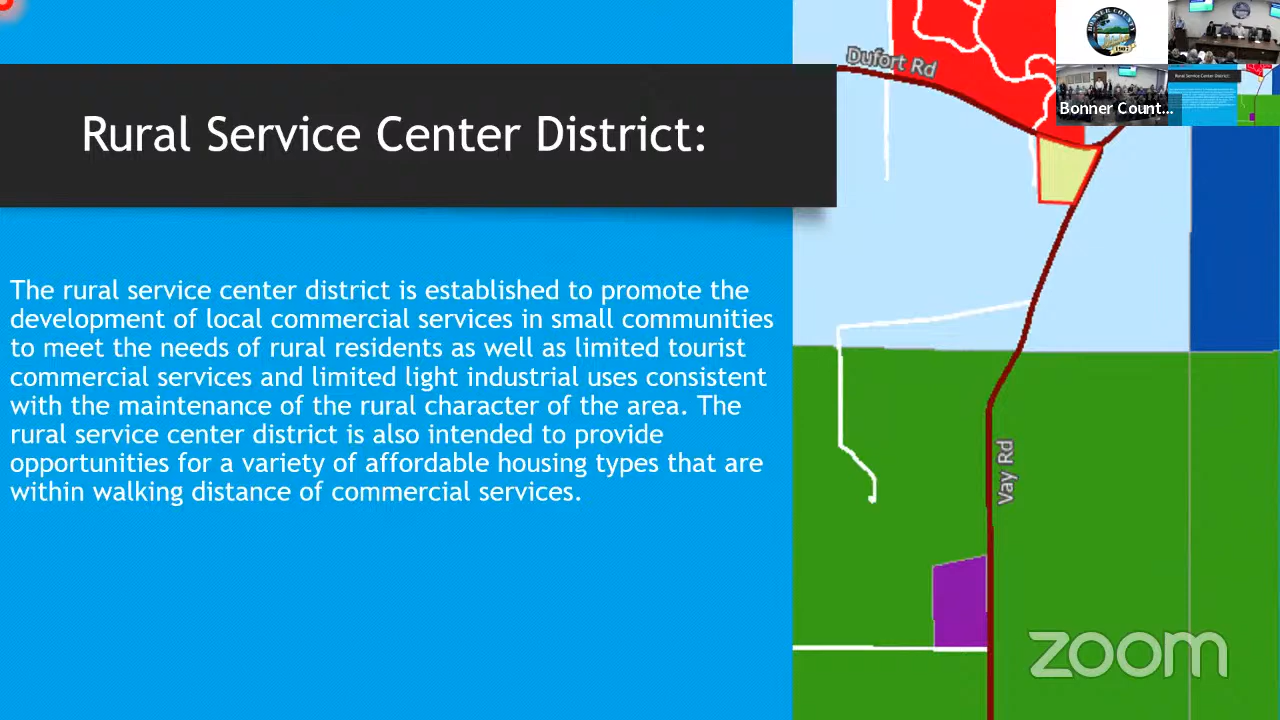 Dufort Rd
Bonner Count...
Rural Service Center District:
The rural service center district is established to promote the
development of local commercial services in small communities
to meet the needs of rural residents as well as limited tourist
commercial services and limited light industrial uses consistent
with the maintenance of the rural character of the area. The
rural service center district is also intended to provide
opportunities for a variety of affordable housing types that are
within walking distance of commercial services.
Vay Rd
zoom